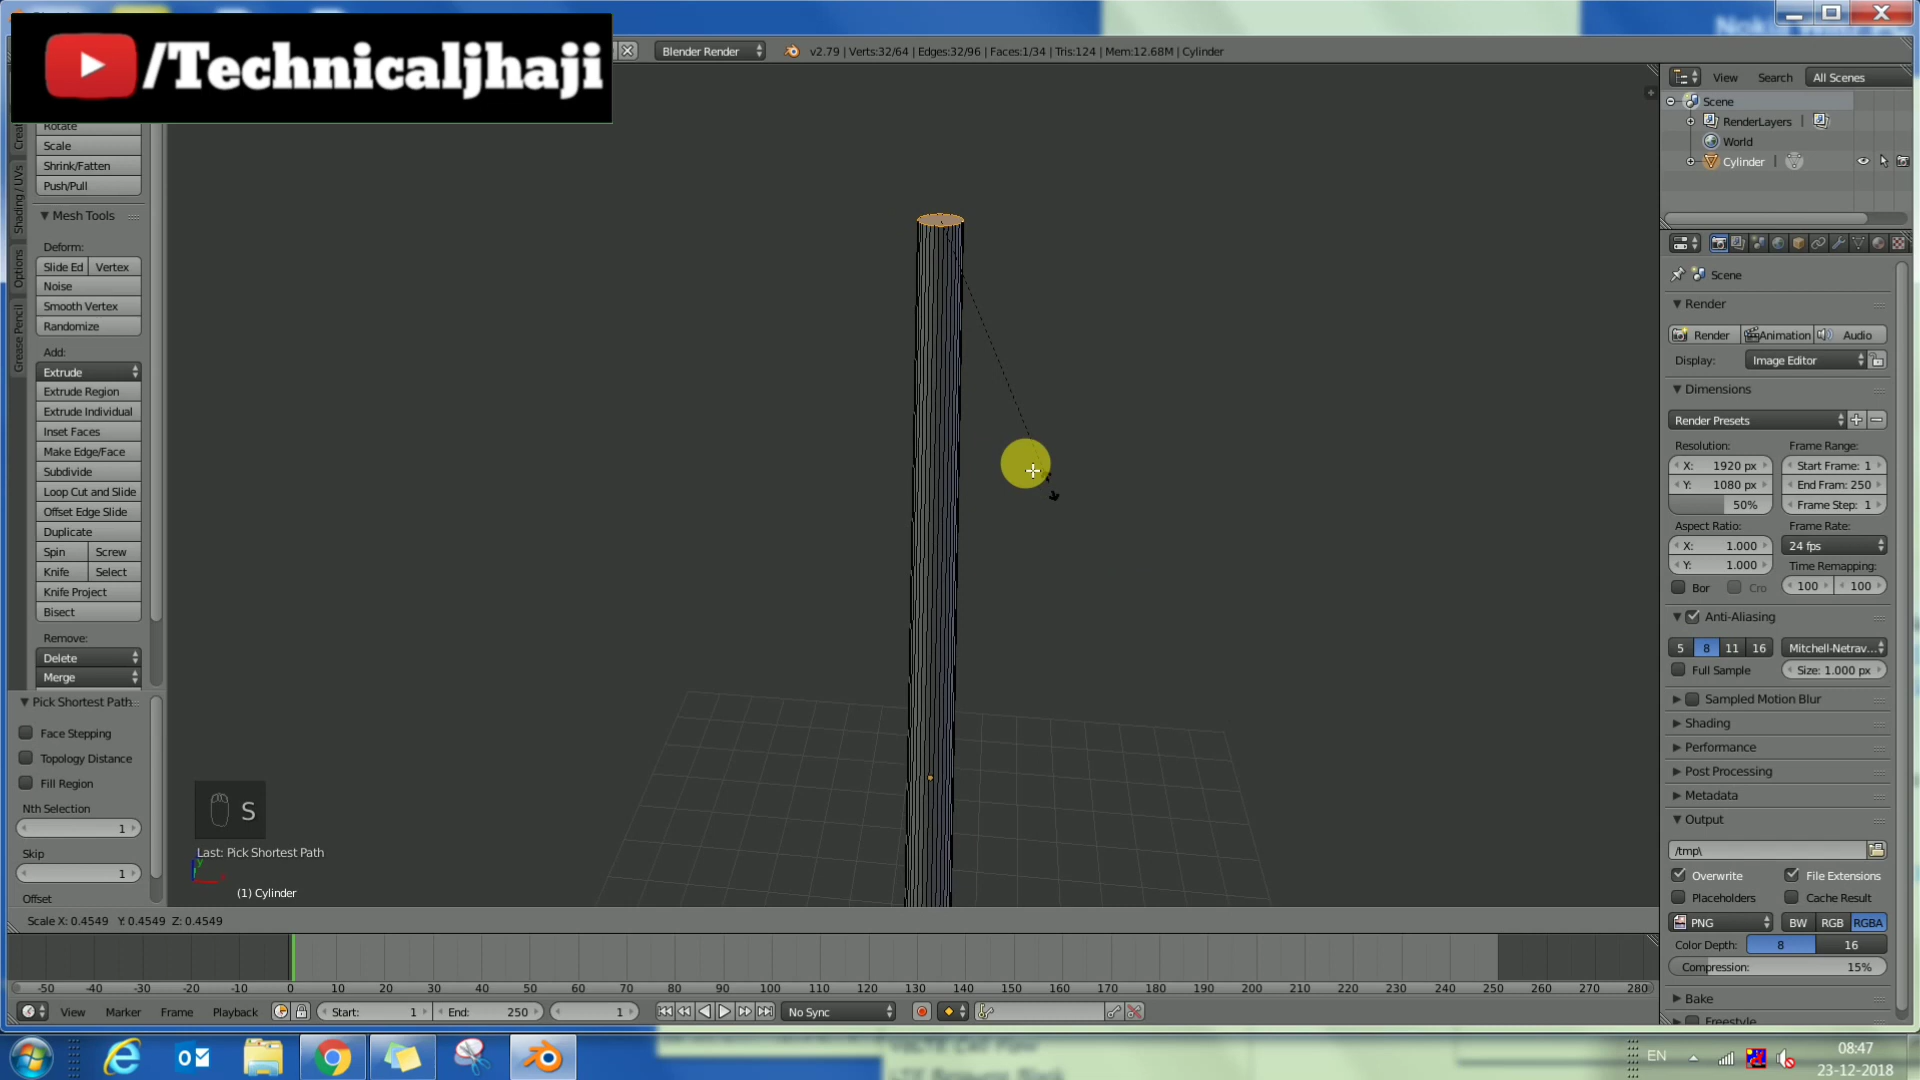 /Technicaljhaji
Blender Render
v2.79 | Verts:32/64 | Edges:32/96 | Faces:1/34 | Tris:124 | Mem:12.68M | Cylinder
View Search All Scenes
Scene
RenderLayers |
World
Cylinder |
Creat
Shading / UVs
Options
Grease Pencil
Rotate
Scale
Shrink/Fatten
Push/Pull
Mesh Tools
Deform:
Slide Ed Vertex
Noise
Smooth Vertex
Randomize
Add:
Extrude
Extrude Region
Extrude Individual
Inset Faces
Make Edge/Face
Subdivide
Loop Cut and Slide
Offset Edge Slide
Duplicate
Spin Screw
Knife Select
Knife Project
Bisect
Remove:
Delete
Merge
Pick Shortest Path
Face Stepping
Topology Distance
Fill Region
Nth Selection
1
Skip
1
Offset
S
Last: Pick Shortest Path
(1) Cylinder
Scale X: 0.4549 Y: 0.4549 Z: 0.4549
Scene
Render
Render Animation Audio
Display: Image Editor
Dimensions
Render Presets
Resolution: Frame Range:
X: 1920 px Start Frame: 1
Y: 1080 px End Fram: 250
50% Frame Step: 1
Aspect Ratio: Frame Rate:
X: 1.000 24 fps
Y: 1.000 Time Remapping:
Bor Cro 100 100
Anti-Aliasing
5 8 11 16 Mitchell-Netrav...
Full Sample Size: 1.000 px
Sampled Motion Blur
Shading
Performance
Post Processing
Metadata
Output
/tmp\
Overwrite File Extensions
Placeholders Cache Result
PNG BW RGB RGBA
Color Depth: 8 16
Compression: 15%
Bake
Freestyle
-50 -40 -30 -20 -10 0 10 20 30 40 50 60 70 80 90 100 110 120 130 140 150 160 170 180 190 200 210 220 230 240 250 260 270 280
View Marker Frame Playback Start: 1 End: 250 1 No Sync
EN
08:47
23-12-2018